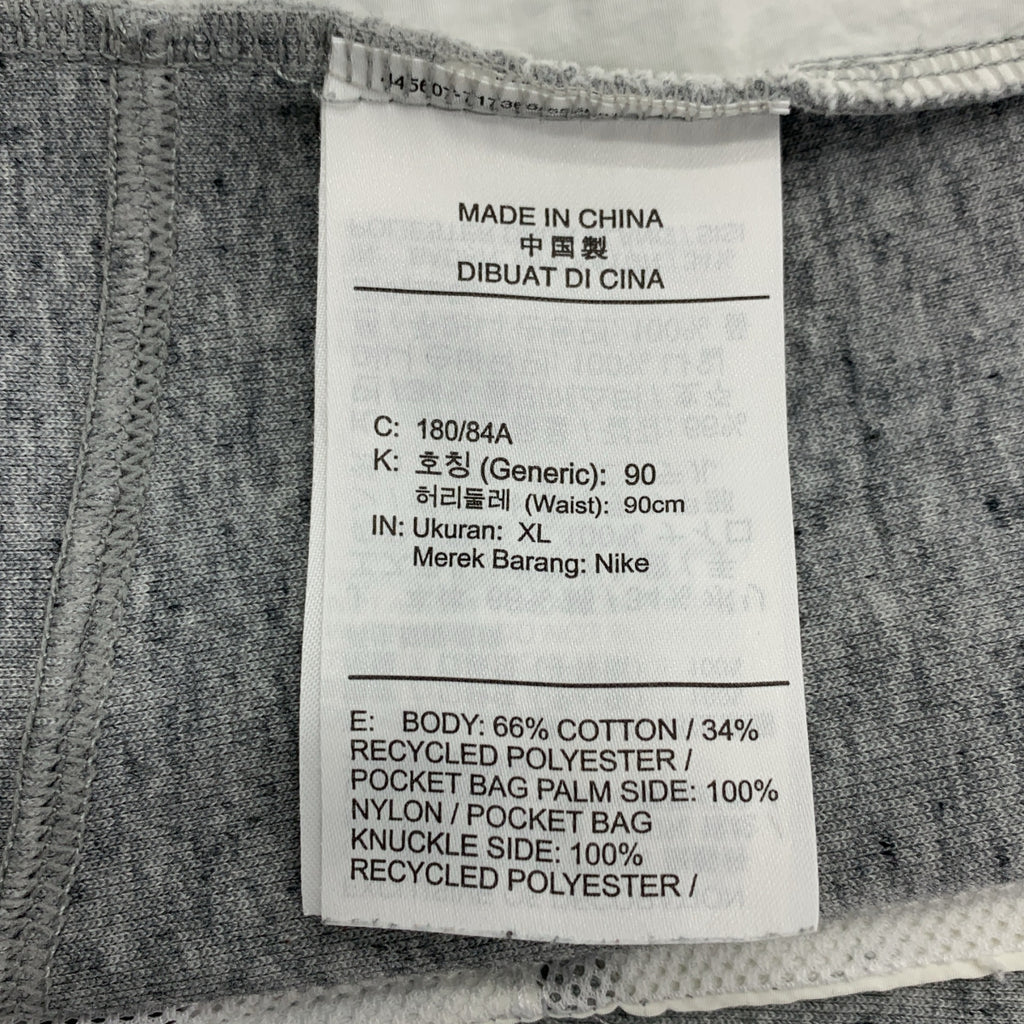 MADE IN CHINA
中国製
DIBUAT DI CINA
C: 180/84A
K: 호칭 (Generic): 90
허리둘레 (Waist): 90cm
IN: Ukuran: XL
Merek Barang: Nike
E: BODY: 66% COTTON / 34%
RECYCLED POLYESTER /
POCKET BAG PALM SIDE: 100%
NYLON / POCKET BAG
KNUCKLE SIDE: 100%
RECYCLED POLYESTER /